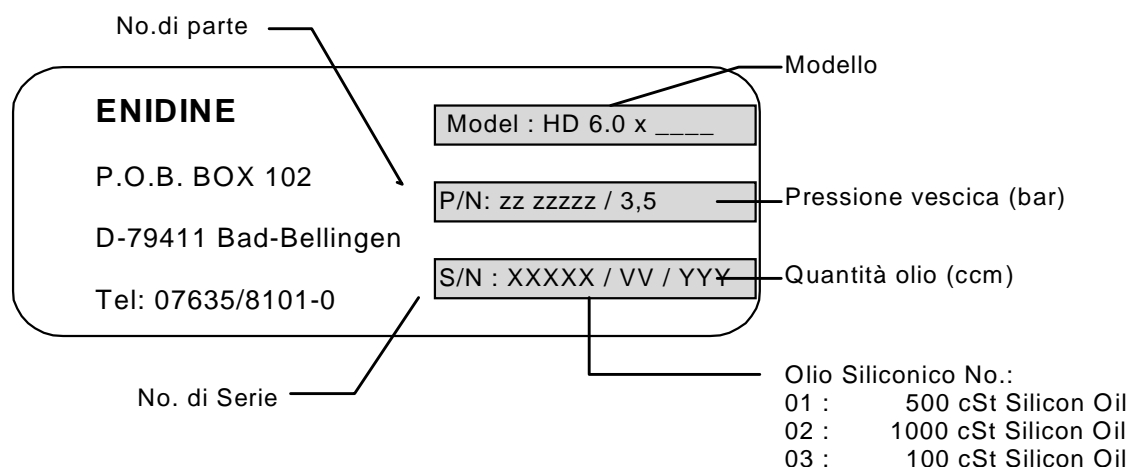 No.di parte
Modello
ENIDINE
Model : HD 6.0 x ____
P.O.B. BOX 102
P/N: zz zzzzz / 3,5
Pressione vescica (bar)
D-79411 Bad-Bellingen
S/N : XXXXX / VV / YYY
Quantità olio (ccm)
Tel: 07635/8101-0
No. di Serie
Olio Siliconico No.:
01 : 500 cSt Silicon Oil
02 : 1000 cSt Silicon Oil
03 : 100 cSt Silicon Oil